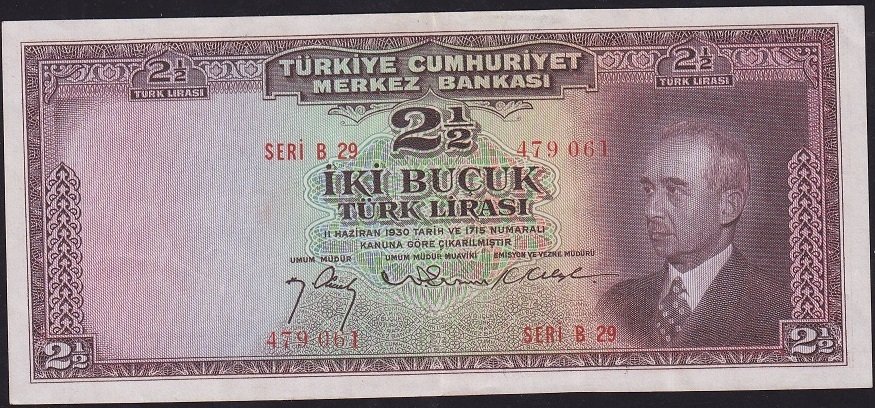 2½ TÜRK LİRASI
TÜRKİYE CUMHURİYET
MERKEZ BANKASI
2½ TÜRK LİRASI
2½
SERİ B 29 479 061
İKİ BUÇUK
TÜRK LİRASI
11 HAZİRAN 1930 TARİH VE 1715 NUMARALI
KANUNA GÖRE ÇIKARILMIŞTIR
UMUM MÜDÜR UMUM MÜDÜR MUAVİNİ EMİSYON VE VEZNE MÜDÜRÜ
479 061 SERİ B 29
2½ 2½